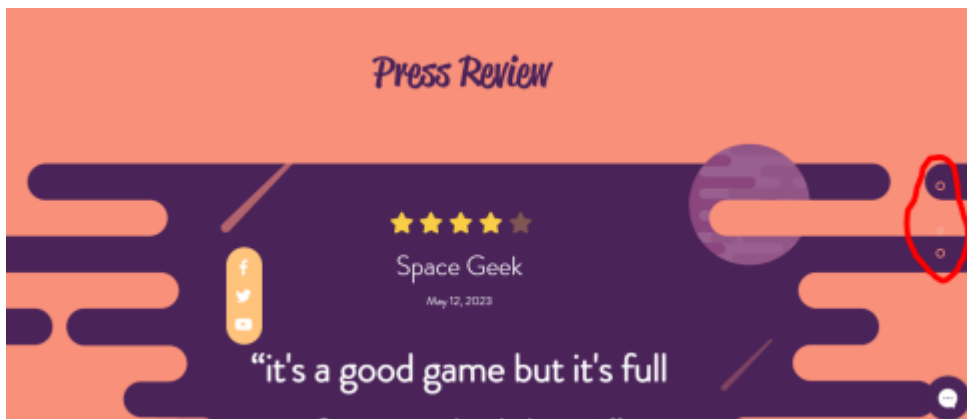 Press Review
Space Geek
May 12, 2023
“it's a good game but it's full